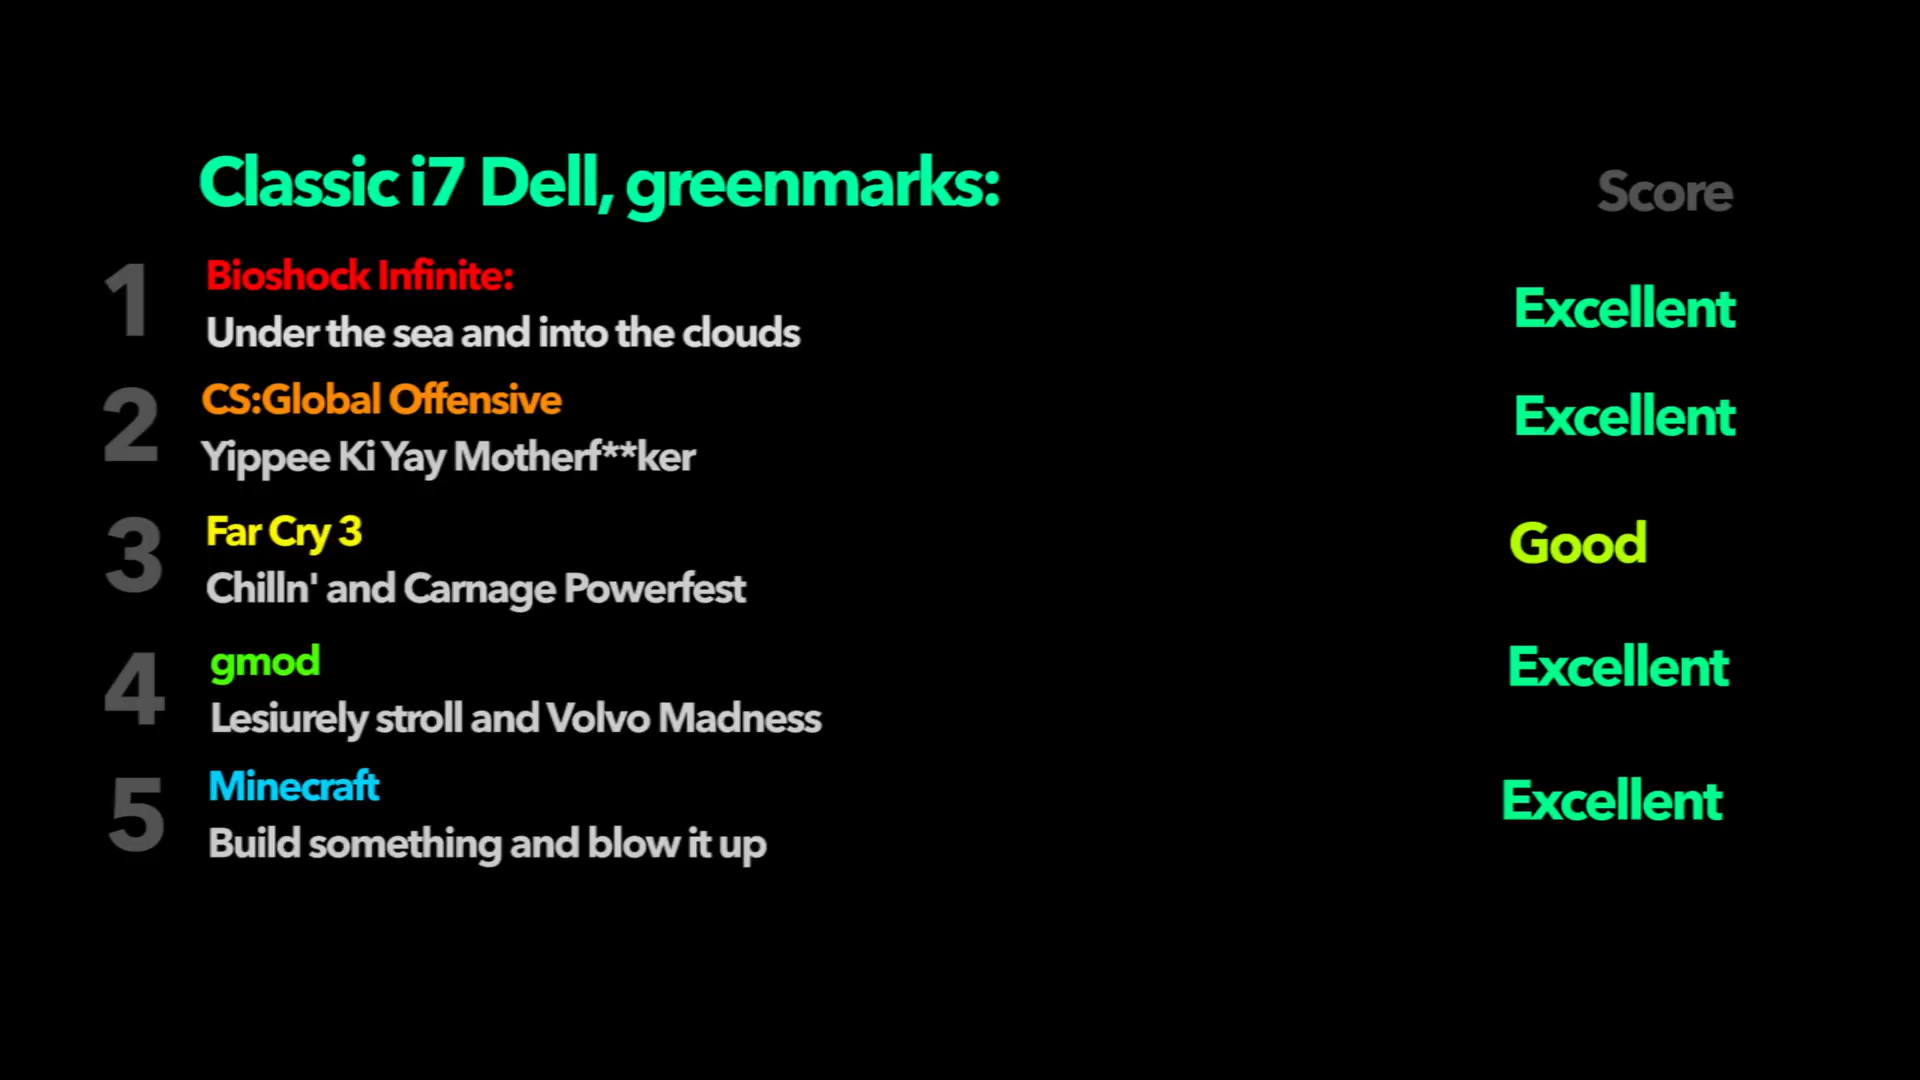 Classic i7 Dell, greenmarks:
Score
1
Bioshock Infinite:
Under the sea and into the clouds
Excellent
2
CS:Global Offensive
Yippee Ki Yay Motherf**ker
Excellent
3
Far Cry 3
Chilln' and Carnage Powerfest
Good
4
gmod
Lesiurely stroll and Volvo Madness
Excellent
5
Minecraft
Build something and blow it up
Excellent